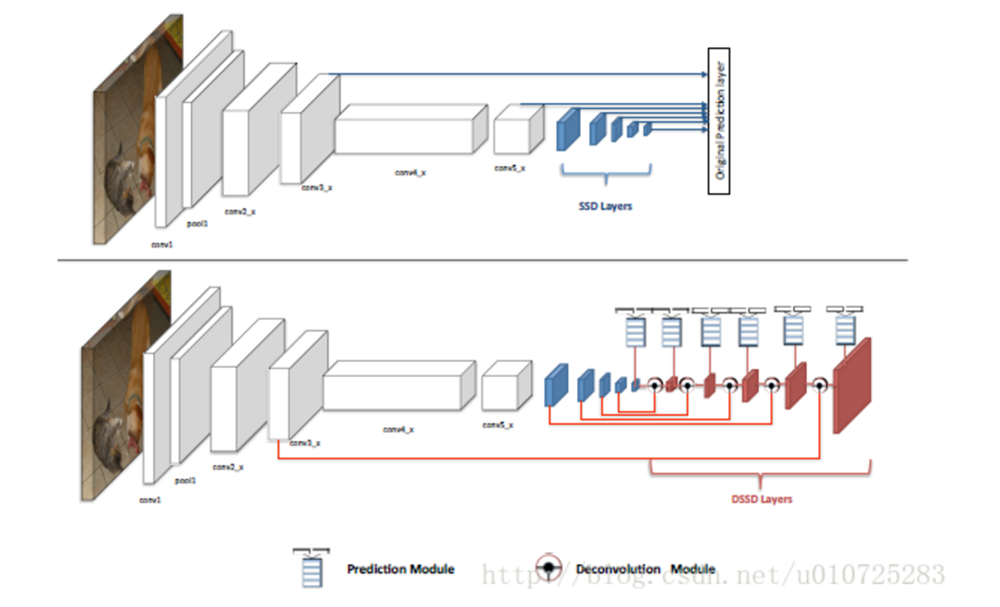 Original Prediction layer
conv4_x
conv5_x
conv3_x
SSD Layers
conv2_x
pool1
conv1
conv4_x
conv5_x
conv3_x
conv2_x
pool1
conv1
DSSD Layers
Prediction Module
Deconvolution Module
http://blog.csdn.net/u010725283